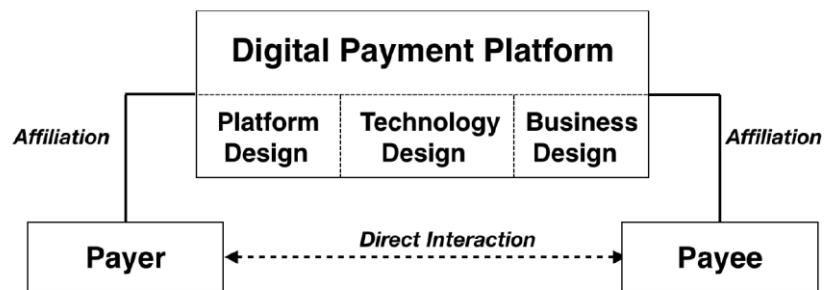 Digital Payment Platform
Platform Design
Technology Design
Business Design
Affiliation
Affiliation
Direct Interaction
Payer
Payee